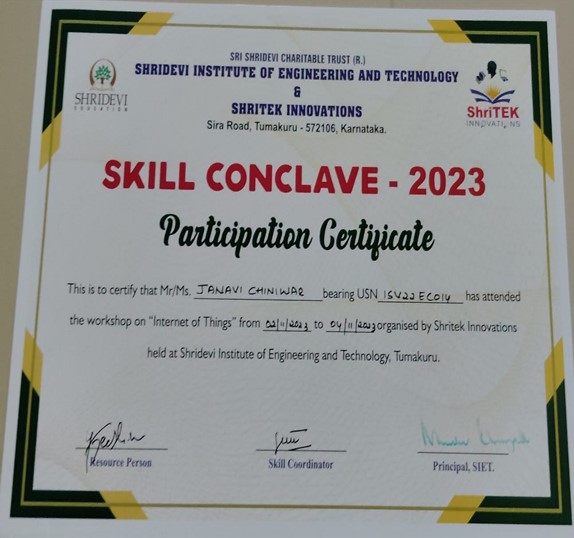 SRI SHRIDEVI CHARITABLE TRUST (R.)
SHRIDEVI INSTITUTE OF ENGINEERING AND TECHNOLOGY
&
SHRITEK INNOVATIONS
Sira Road, Tumakuru - 572106, Karnataka.
SHRIDEVI
EDUCATION
ShriTEK
INNOVATIONS
SKILL CONCLAVE - 2023
Participation Certificate
This is to certify that Mr/Ms. JANAVI CHINIWAR bearing USN 1SV22EC014 has attended
the workshop on "Internet of Things" from 02/11/2023 to 04/11/2023 organised by Shritek Innovations
held at Shridevi Institute of Engineering and Technology, Tumakuru.
Resource Person
Skill Coordinator
Principal, SIET.